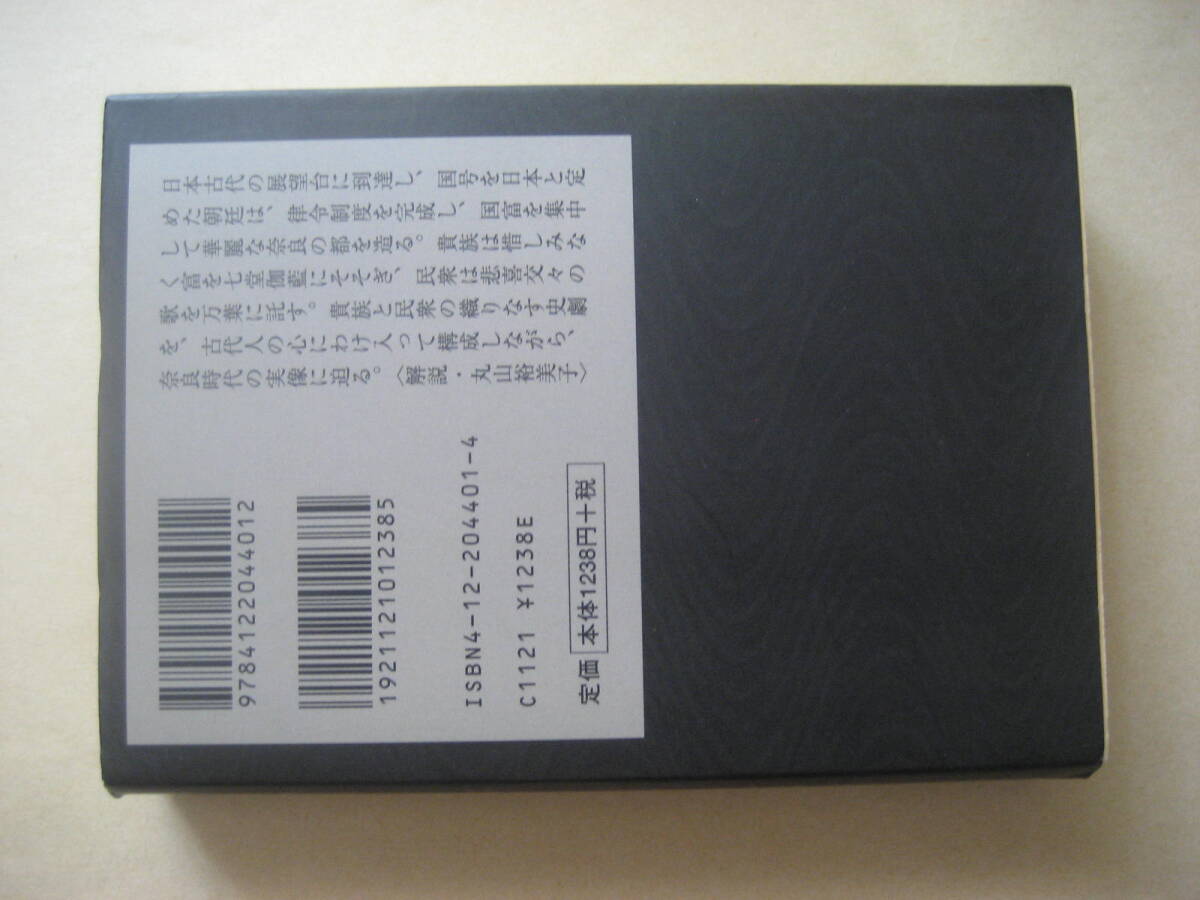 日本古代の展望台に到達し、国号を日本と定
めた朝廷は、律令制度を完成し、国富を集中
して華麗な奈良の都を造る。貴族は惜しみな
く富を七堂伽藍にそそぎ、民衆は悲喜交々の
歌を万葉に託す。貴族と民衆の織りなす史劇
を、古代人の心にわけ入って構成しながら、
奈良時代の実像に迫る。〈解説・丸山裕美子〉
9784122044012
1921121012385
ISBN4-12-204401-4
C1121 ¥1238E
定価 本体1238円+税